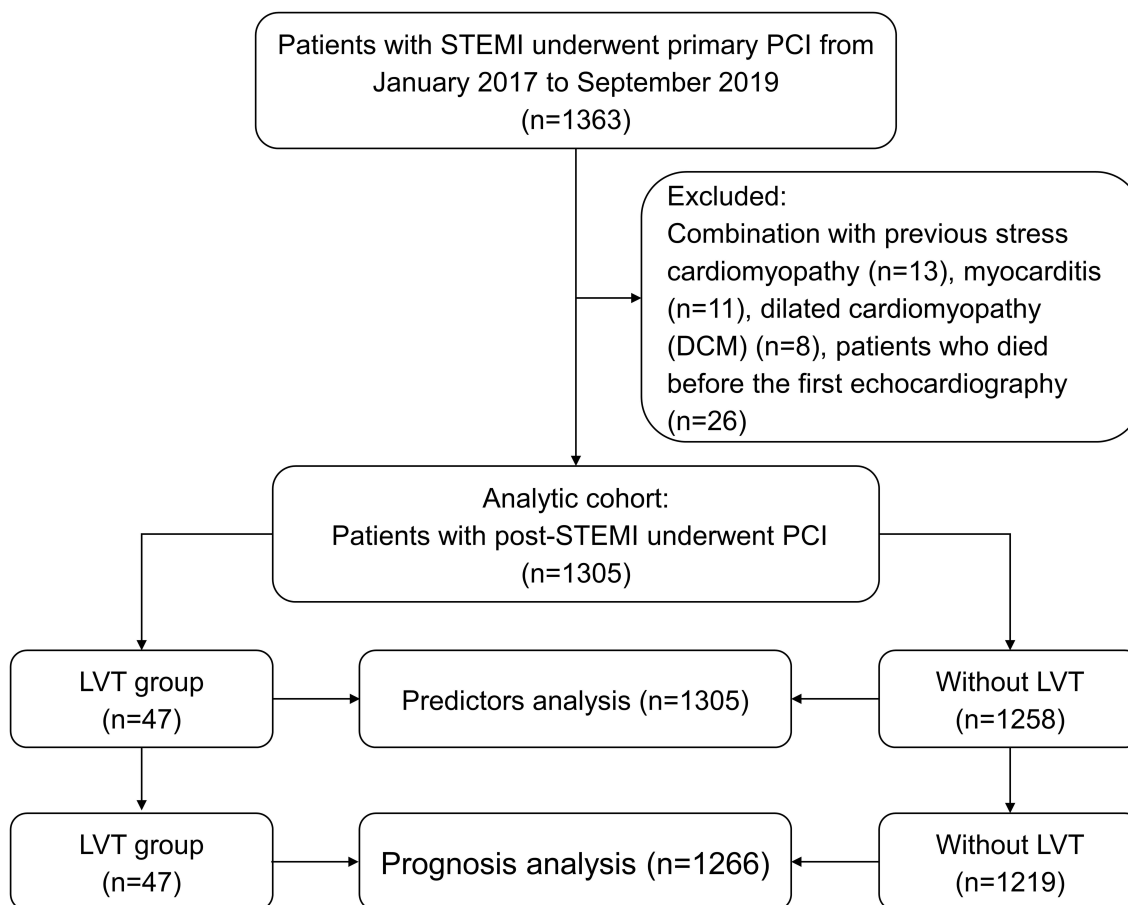 Patients with STEMI underwent primary PCI from
January 2017 to September 2019
(n=1363)
Excluded:
Combination with previous stress
cardiomyopathy (n=13), myocarditis
(n=11), dilated cardiomyopathy
(DCM) (n=8), patients who died
before the first echocardiography
(n=26)
Analytic cohort:
Patients with post-STEMI underwent PCI
(n=1305)
LVT group
(n=47)
Predictors analysis (n=1305)
Without LVT
(n=1258)
LVT group
(n=47)
Prognosis analysis (n=1266)
Without LVT
(n=1219)